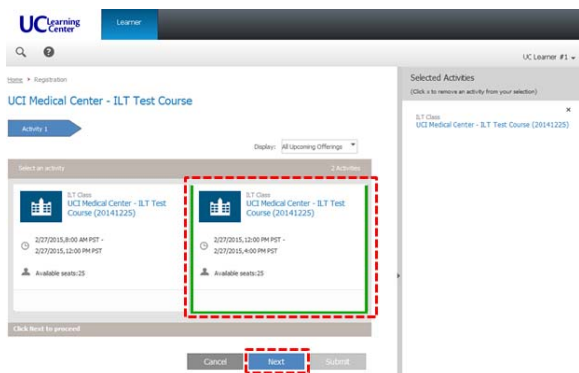 UC Learning Center
Learner
UC Learner #1
Home > Registration
UCI Medical Center - ILT Test Course
Activity 1
Display: All Upcoming Offerings
Select an activity
2 Activities
ILT Class
UCI Medical Center - ILT Test
Course (20141225)
2/27/2015,8:00 AM PST -
2/27/2015,12:00 PM PST
Available seats:25
ILT Class
UCI Medical Center - ILT Test
Course (20141225)
2/27/2015,12:00 PM PST -
2/27/2015,4:00 PM PST
Available seats:25
Click Next to proceed
Cancel
Next
Submit
Selected Activities
(Click x to remove an activity from your selection)
x
ILT Class
UCI Medical Center - ILT Test Course (20141225)